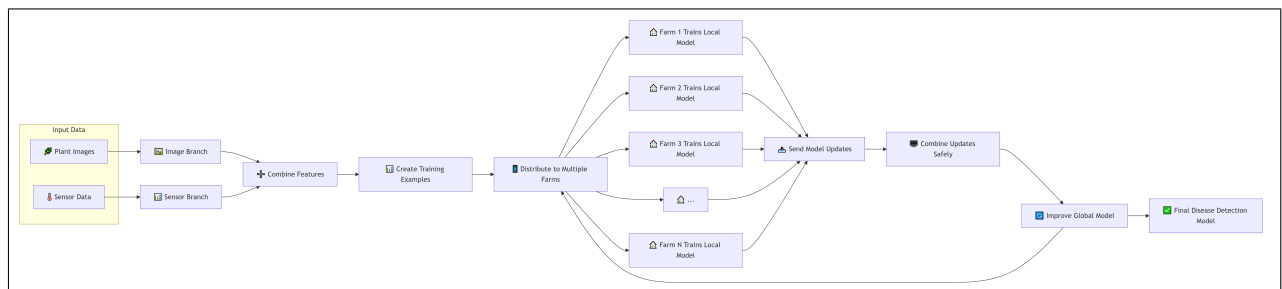 Input Data
Plant Images
Sensor Data
Image Branch
Sensor Branch
Combine Features
Create Training
Examples
Distribute to Multiple
Farms
Farm 1 Trains Local
Model
Farm 2 Trains Local
Model
Farm 3 Trains Local
Model
...
Farm N Trains Local
Model
Send Model Updates
Combine Updates
Safely
Improve Global Model
Final Disease Detection
Model